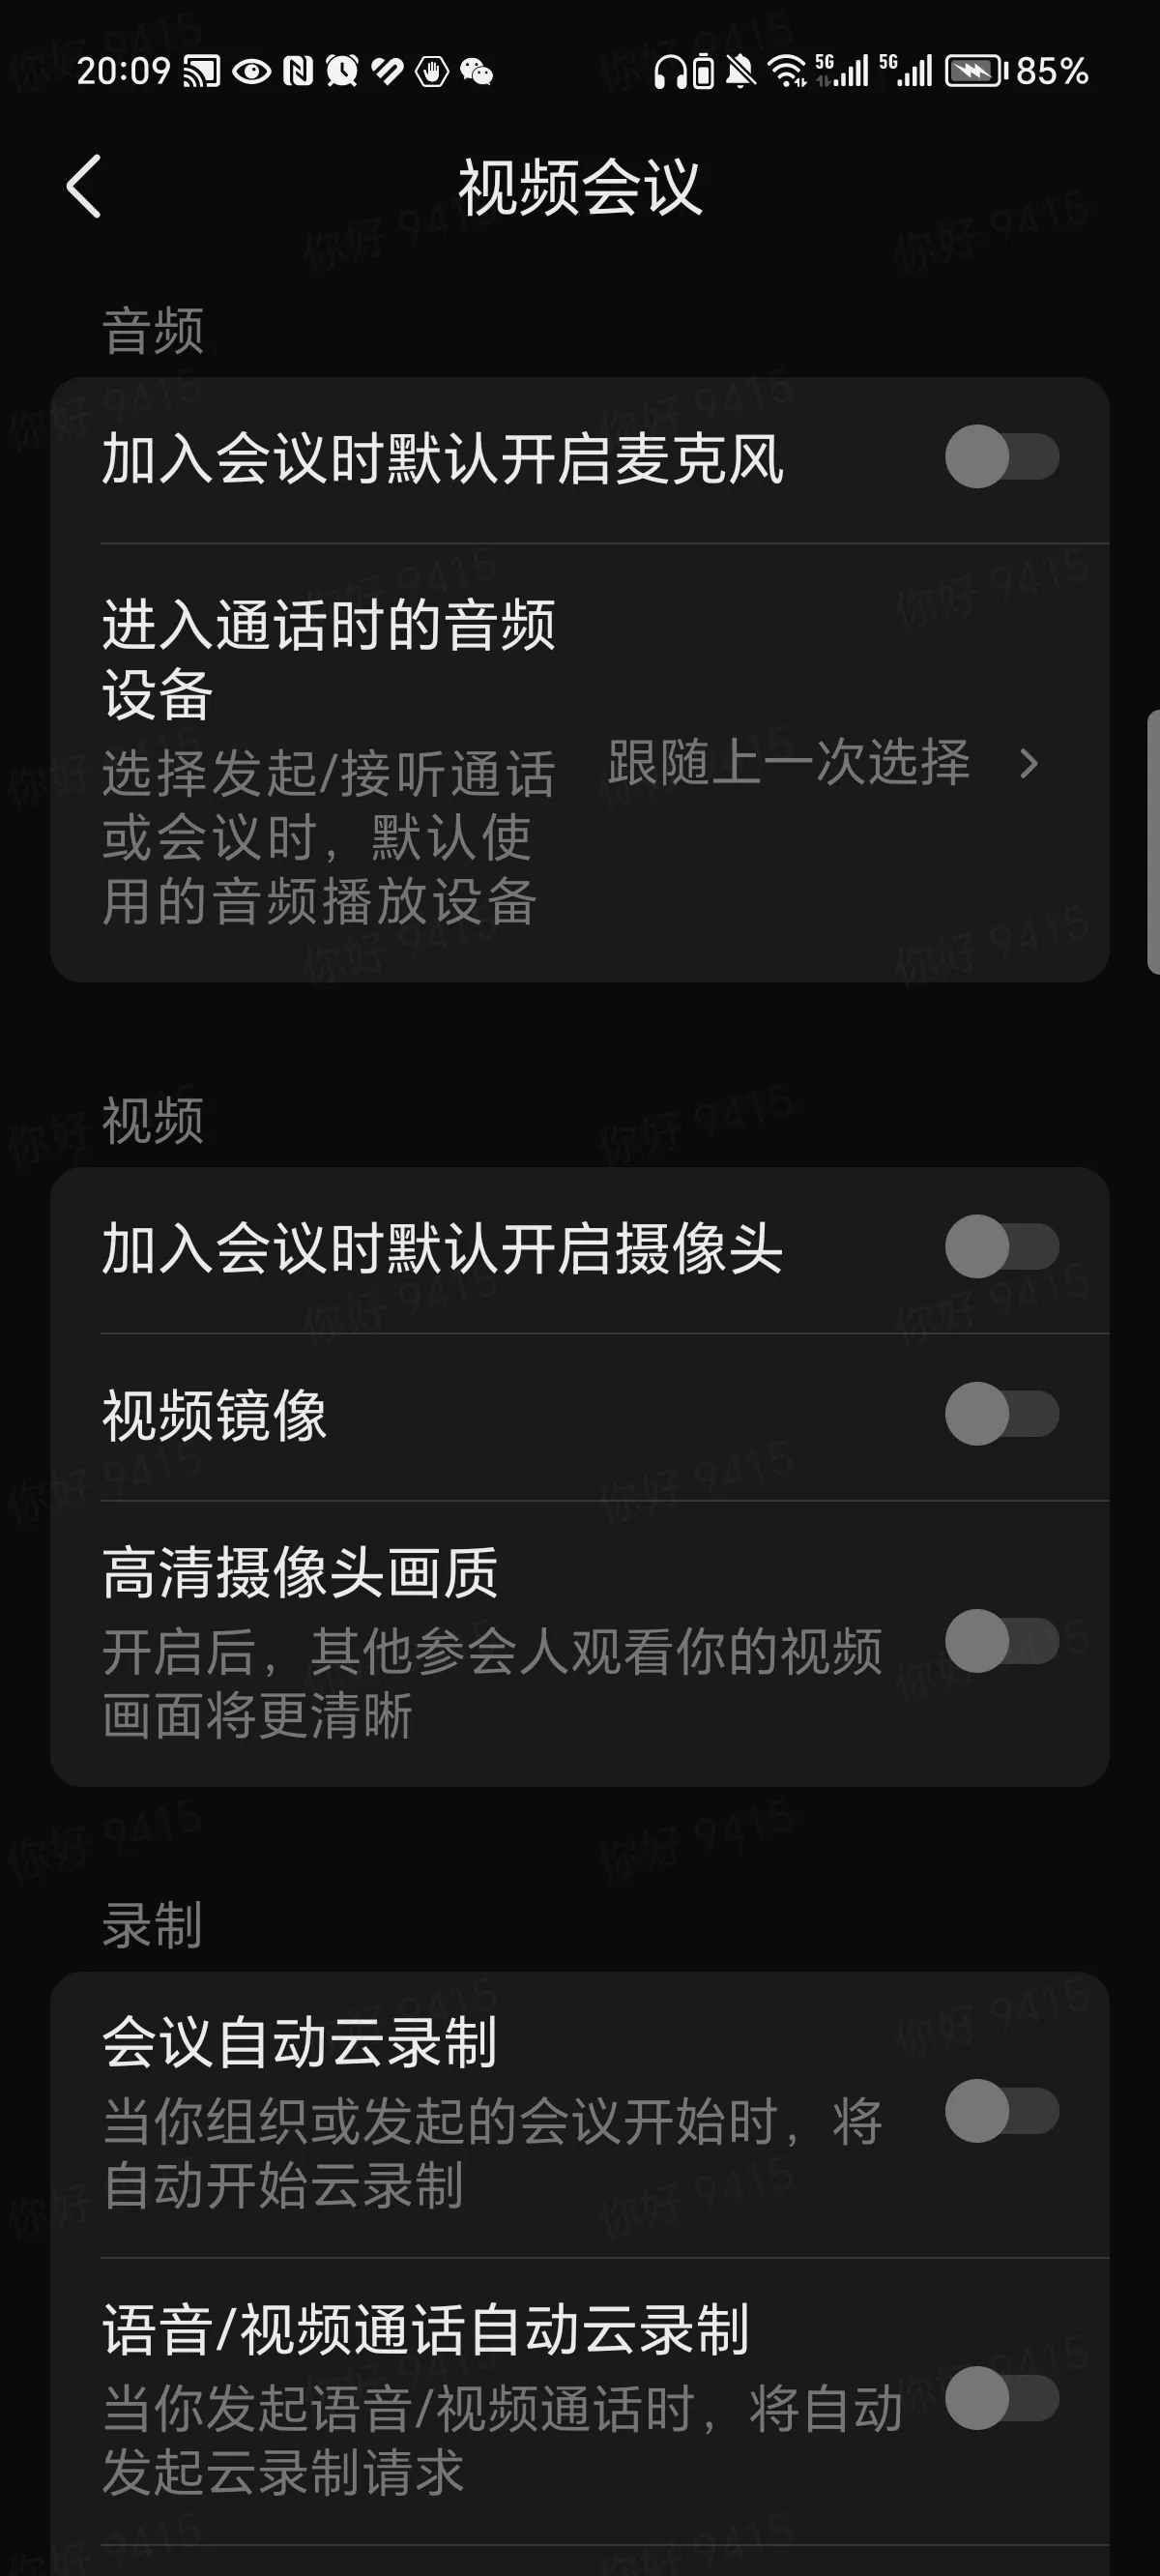 20:09 5G 5G 85%
视频会议
音频
加入会议时默认开启麦克风
进入通话时的音频
设备
选择发起/接听通话
或会议时，默认使
用的音频播放设备
跟随上一次选择
视频
加入会议时默认开启摄像头
视频镜像
高清摄像头画质
开启后，其他参会人观看你的视频
画面将更清晰
录制
会议自动云录制
当你组织或发起的会议开始时，将
自动开始云录制
语音/视频通话自动云录制
当你发起语音/视频通话时，将自动
发起云录制请求
你好 9415